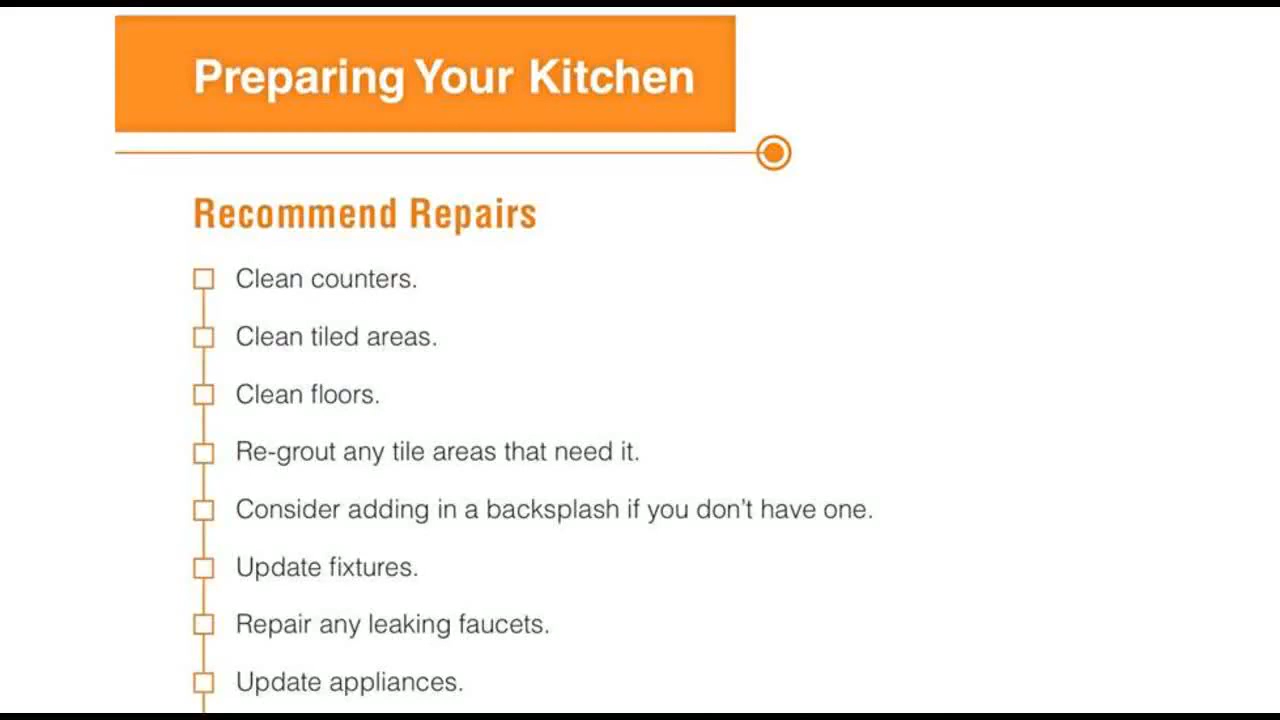 Preparing Your Kitchen
Recommend Repairs
Clean counters.
Clean tiled areas.
Clean floors.
Re-grout any tile areas that need it.
Consider adding in a backsplash if you don't have one.
Update fixtures.
Repair any leaking faucets.
Update appliances.